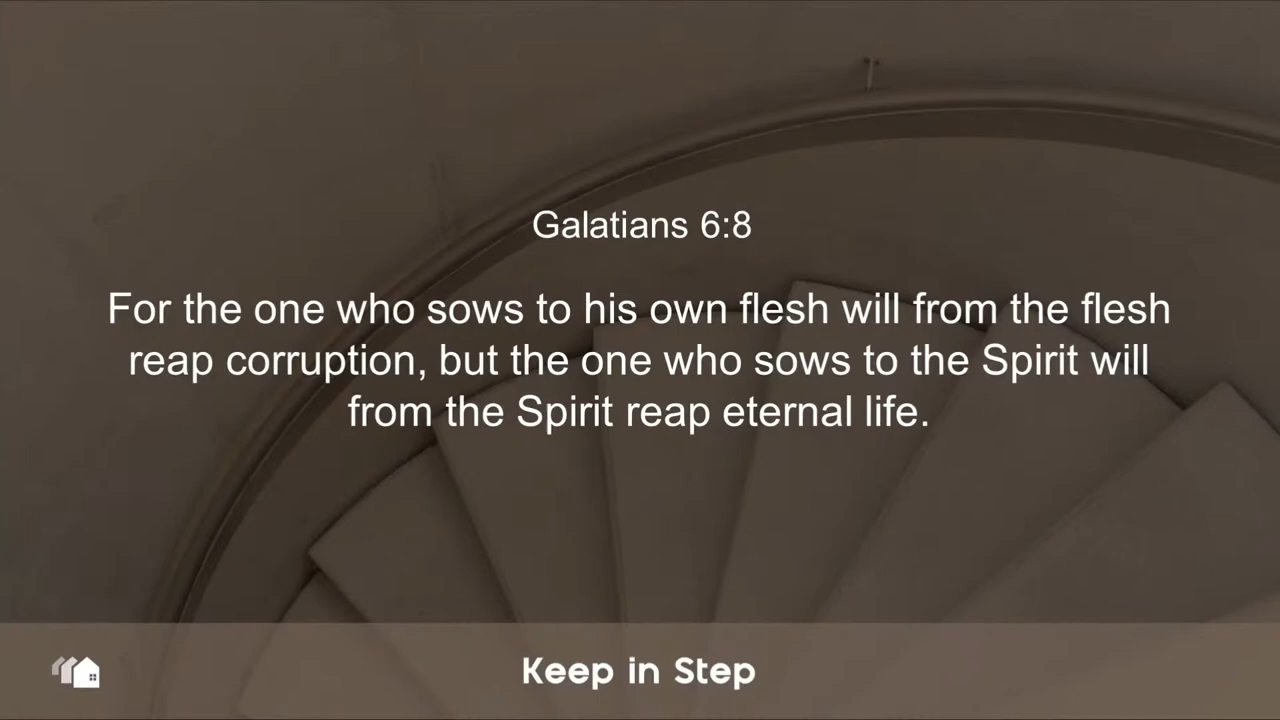 Galatians 6:8
For the one who sows to his own flesh will from the flesh
reap corruption, but the one who sows to the Spirit will
from the Spirit reap eternal life.
Keep in Step